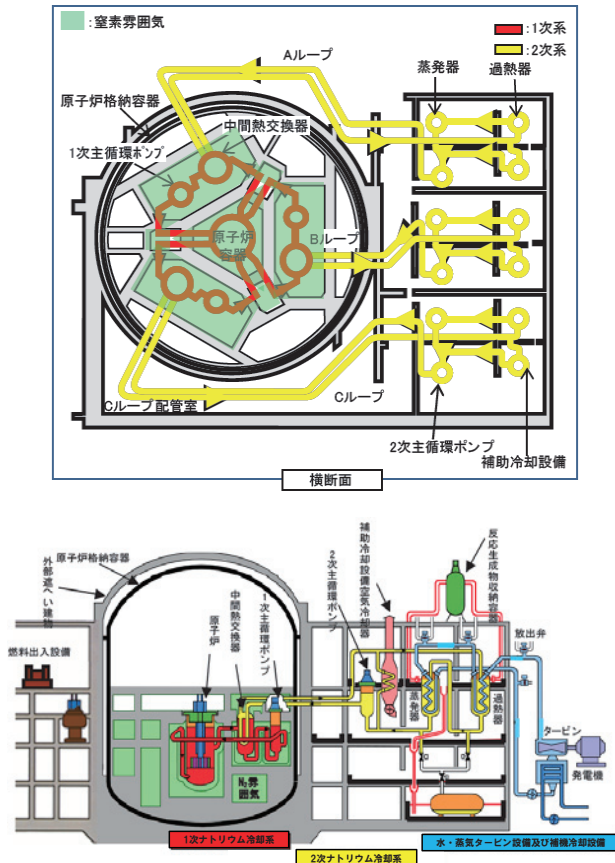 :窒素雰囲気
:1次系
:2次系
Aループ
蒸発器
過熱器
原子炉格納容器
中間熱交換器
1次主循環ポンプ
原子炉
容器
Bループ
Cループ配管室
Cループ
2次主循環ポンプ
補助冷却設備
横断面
原子炉格納容器
外部遮へい建物
燃料出入設備
原子炉
中間熱交換器
1次主循環ポンプ
2次主循環ポンプ
補助冷却設備空気冷却器
反応生成物収納容器
放出弁
蒸発器
過熱器
タービン
発電機
N₂雰
囲気
1次ナトリウム冷却系
2次ナトリウム冷却系
水・蒸気タービン設備及び補機冷却設備